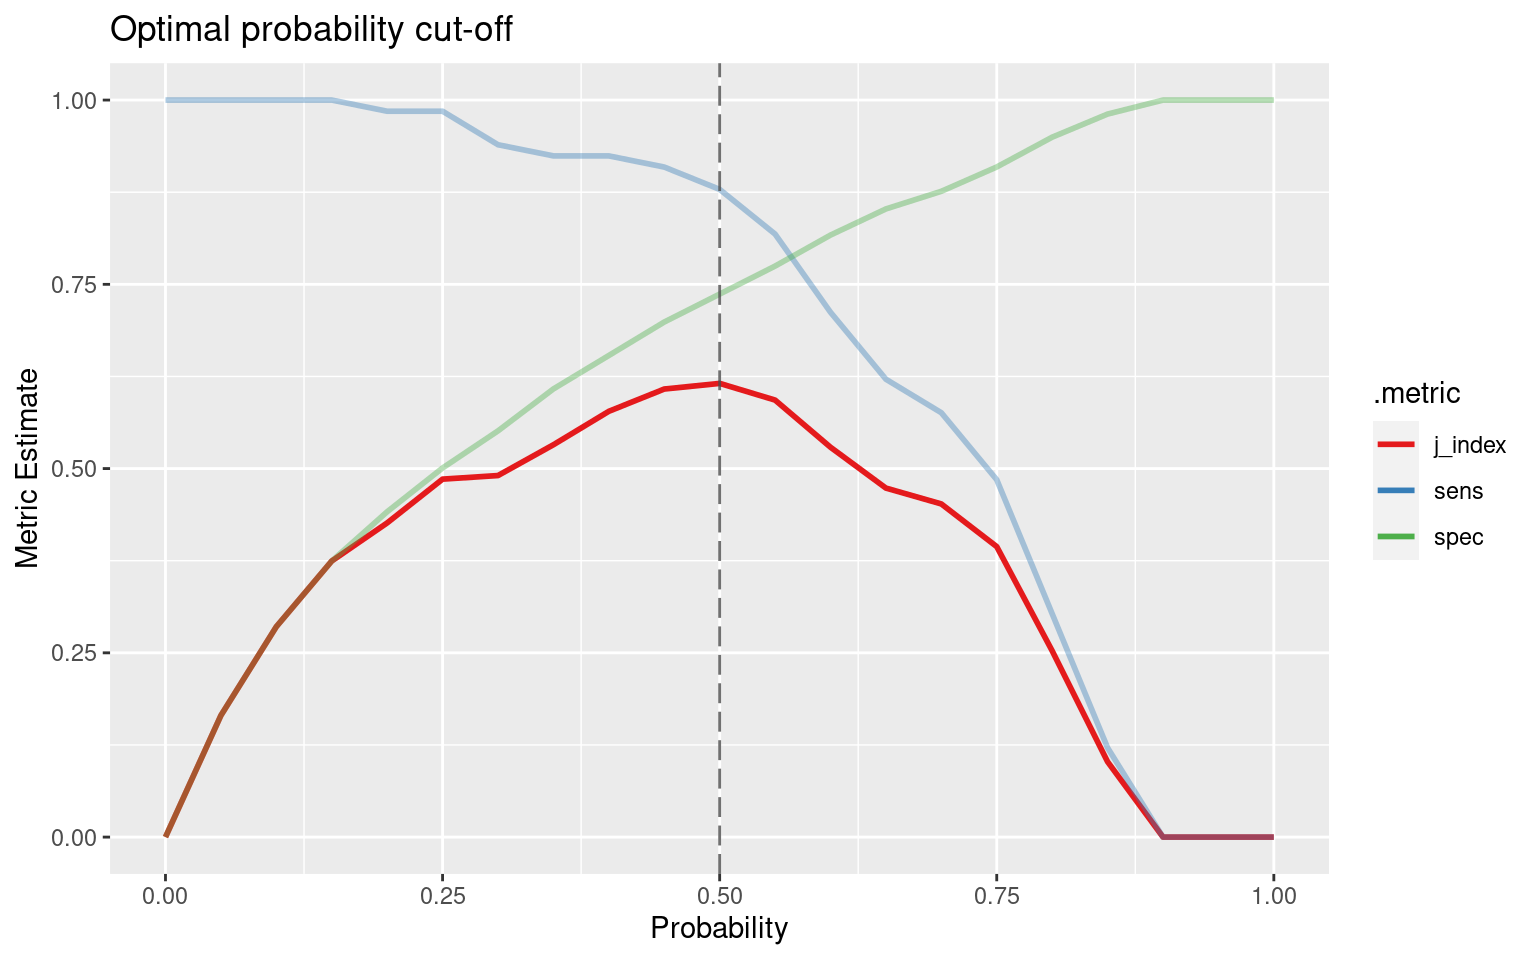 Optimal probability cut-off
1.00
0.75
0.50
0.25
0.00
Metric Estimate
0.00 0.25 0.50 0.75 1.00
Probability
.metric
j_index
sens
spec